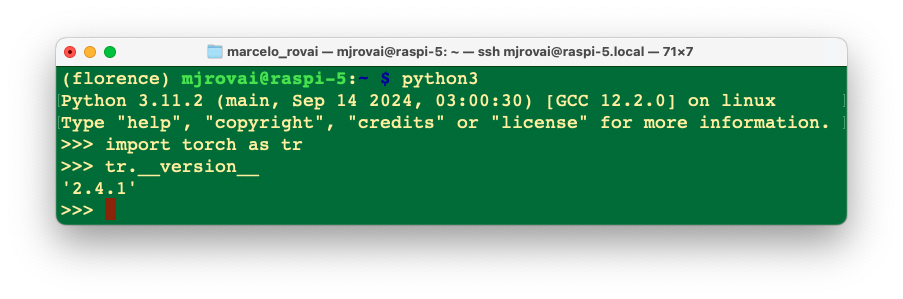 marcelo_rovai — mjrovai@raspi-5: ~ — ssh mjrovai@raspi-5.local — 71×7
(florence) mjrovai@raspi-5:~ $ python3
Python 3.11.2 (main, Sep 14 2024, 03:00:30) [GCC 12.2.0] on linux
Type "help", "copyright", "credits" or "license" for more information.
>>> import torch as tr
>>> tr.__version__
'2.4.1'
>>>